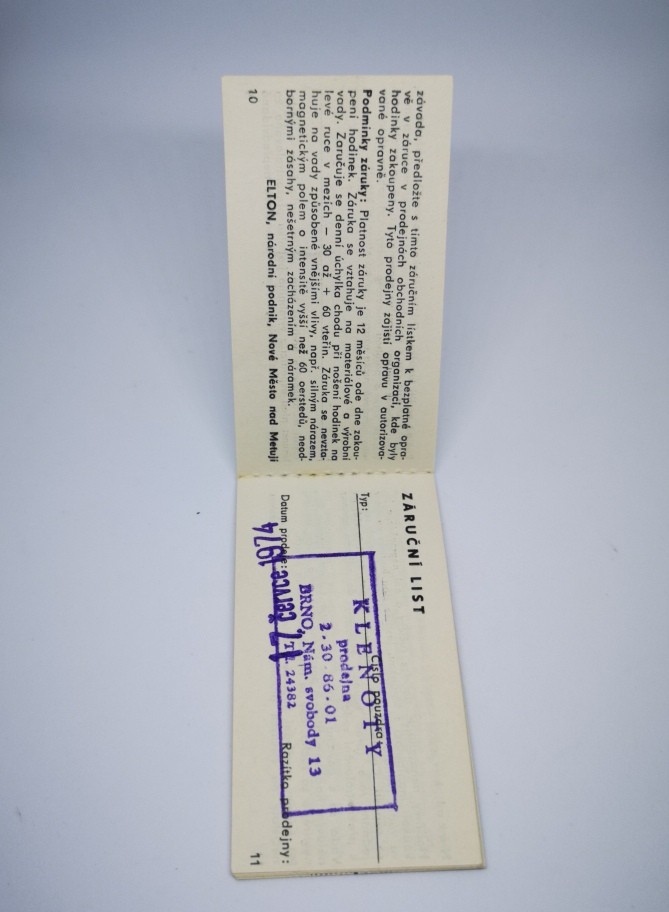 závada, předložte s tímto záručním lístkem k bezplatné opra-
vě v záruce v prodejnách obchodních organizací, kde byly
hodinky zakoupeny. Tyto prodejny zajistí opravu v autorizova-
vané opravně.
Podmínky záruky: Platnost záruky je 12 měsíců ode dne zakou-
pení hodinek. Záruka se vztahuje na materiálové a výrobní
vady. Zaručuje se denní úchylka chodu při nošení hodinek na
levé ruce v mezích — 30 až + 60 vteřin. Záruka se nevzta-
huje na vady způsobené vnějšími vlivy, např. silným nárazem,
magnetickým polem o intensitě vyšší než 60 oerstedů, neod-
bornými zásahy, nešetrným zacházením a náramek.
ELTON, národní podnik, Nové Město nad Metují
10
ZÁRUČNÍ LIST
Typ:
Číslo pouzdra:
KLENOTY
prodejna
2.30-86-01
BRNO, Nám. svobody 13
Tel. 24382
Datum prodeje:
17. ČERVCE 1974
Razítko prodejny:
11